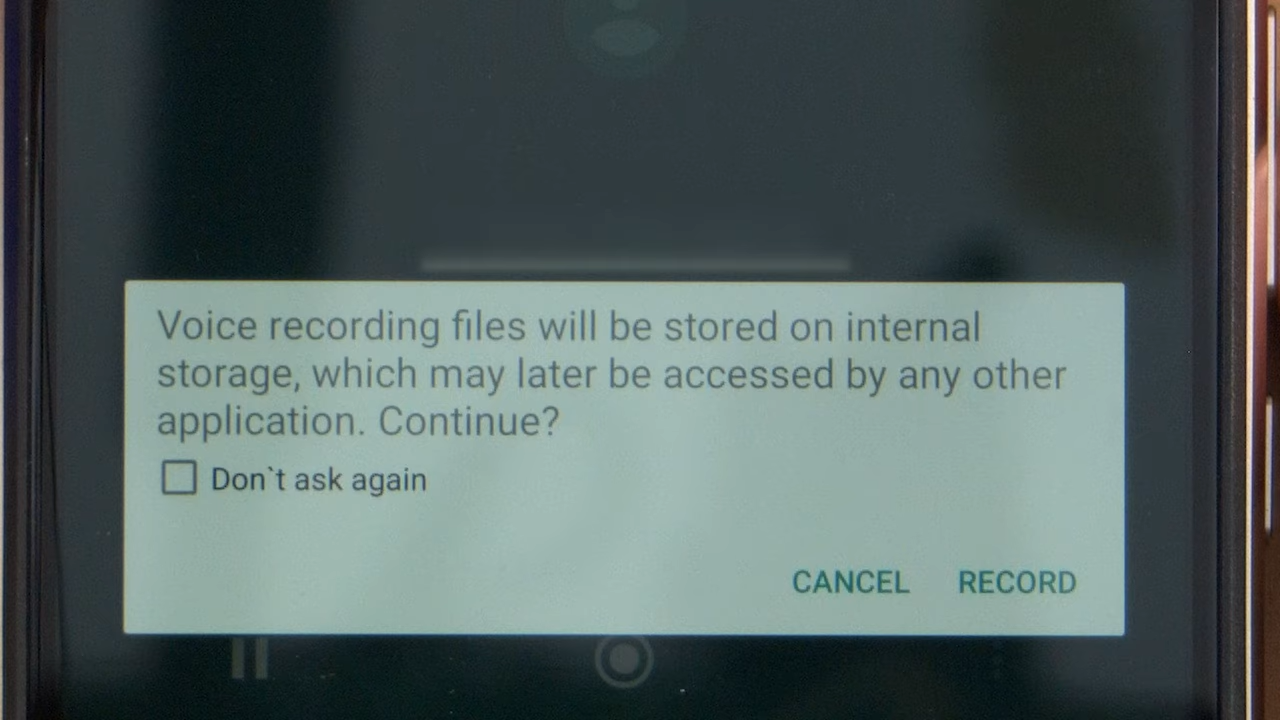 Voice recording files will be stored on internal
storage, which may later be accessed by any other
application. Continue?
Don`t ask again
CANCEL RECORD